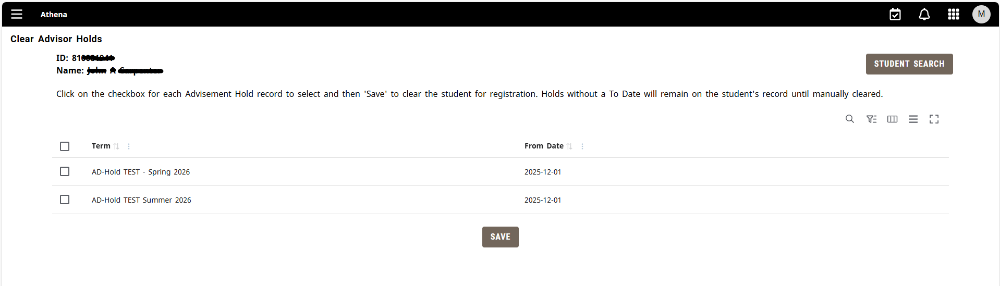 Athena
M
Clear Advisor Holds
ID: 810
Name:
STUDENT SEARCH
Click on the checkbox for each Advisement Hold record to select and then 'Save' to clear the student for registration. Holds without a To Date will remain on the student's record until manually cleared.
Term From Date
AD-Hold TEST - Spring 2026 2025-12-01
AD-Hold TEST Summer 2026 2025-12-01
SAVE